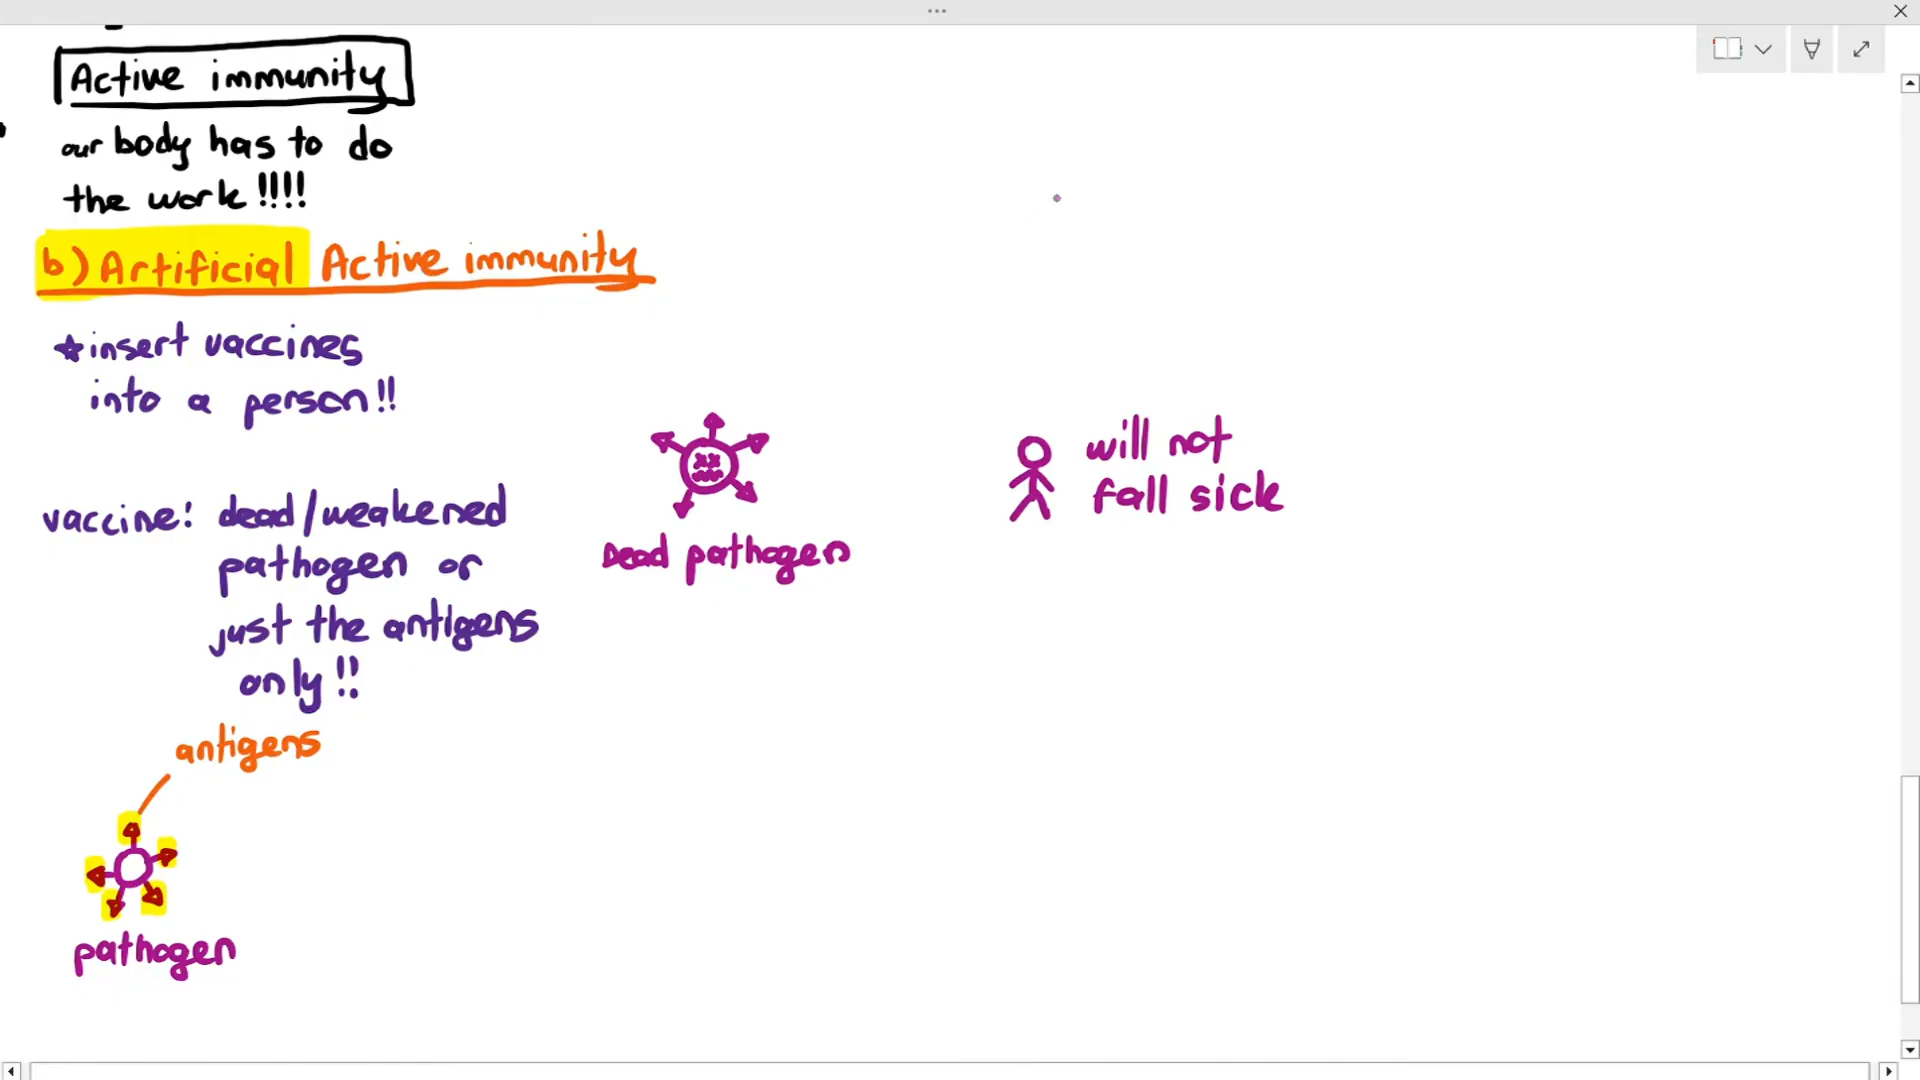 Active immunity
our body has to do
the work!!!!
b) Artificial Active immunity
★insert vaccines
into a person!!
vaccine: dead/weakened
pathogen or
just the antigens
only!!
antigens
pathogen
Dead pathogen
will not
fall sick